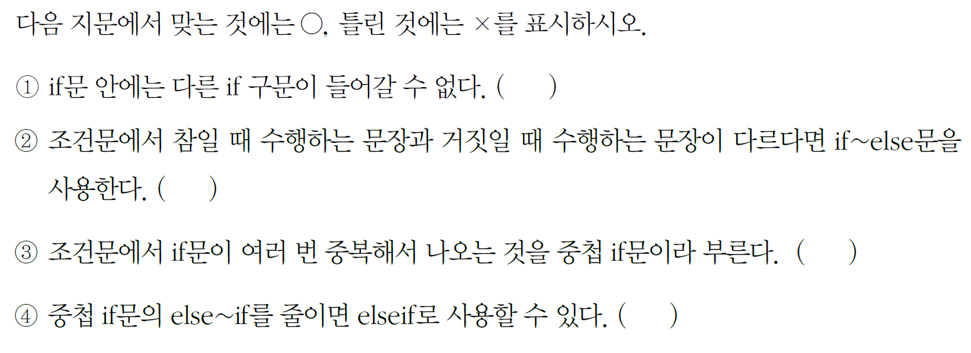 다음 지문에서 맞는 것에는 ○, 틀린 것에는 ×를 표시하시오.
① if문 안에는 다른 if 구문이 들어갈 수 없다. (    )
② 조건문에서 참일 때 수행하는 문장과 거짓일 때 수행하는 문장이 다르다면 if~else문을
사용한다. (    )
③ 조건문에서 if문이 여러 번 중복해서 나오는 것을 중첩 if문이라 부른다. (    )
④ 중첩 if문의 else~if를 줄이면 elseif로 사용할 수 있다. (    )